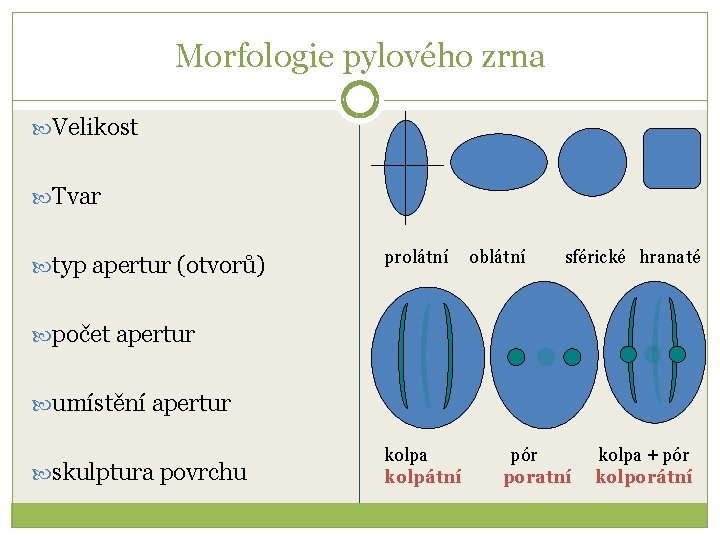 Morfologie pylového zrna
Velikost
Tvar
typ apertur (otvorů)
počet apertur
umístění apertur
skulptura povrchu
prolátní oblátní sférické hranaté
kolpa pór kolpa + pór
kolpátní poratní kolporátní